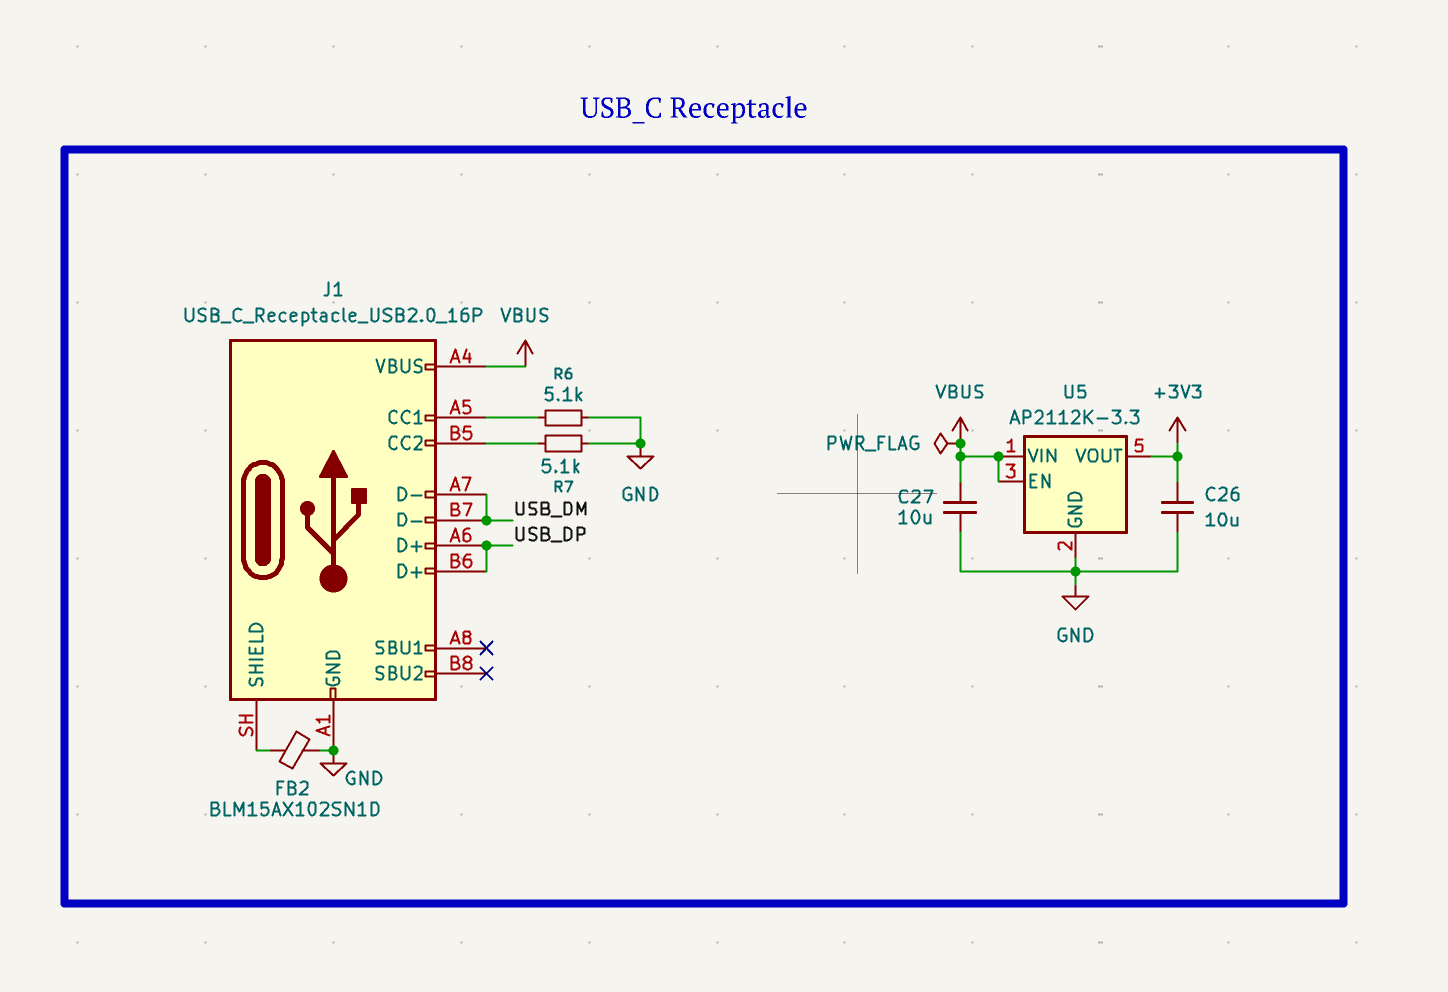 USB_C Receptacle
J1
USB_C_Receptacle_USB2.0_16P
VBUS
VBUS
A4
CC1
A5
CC2
B5
R6
5.1k
5.1k
R7
GND
D-
A7
D-
B7
D+
A6
D+
B6
USB_DM
USB_DP
SBU1
A8
SBU2
B8
SHIELD
GND
SH
A1
GND
FB2
BLM15AX102SN1D
VBUS
PWR_FLAG
C27
10u
U5
AP2112K-3.3
1
VIN
3
EN
VOUT
5
GND
2
+3V3
C26
10u
GND